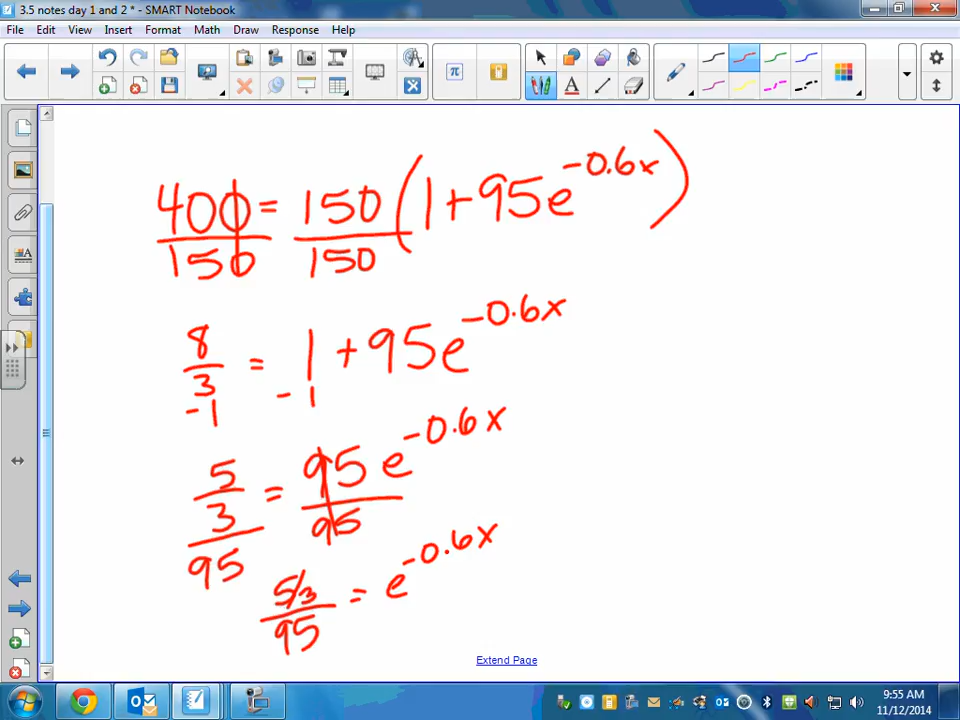 3.5 notes day 1 and 2 * - SMART Notebook
File Edit View Insert Format Math Draw Response Help
400/150 = 150/150 (1 + 95e^-0.6x)
8/3 = 1 + 95e^-0.6x
-1 -1
5/3/95 = 95e^-0.6x/95
5/3/95 = e^-0.6x
Extend Page
9:55 AM
11/12/2014